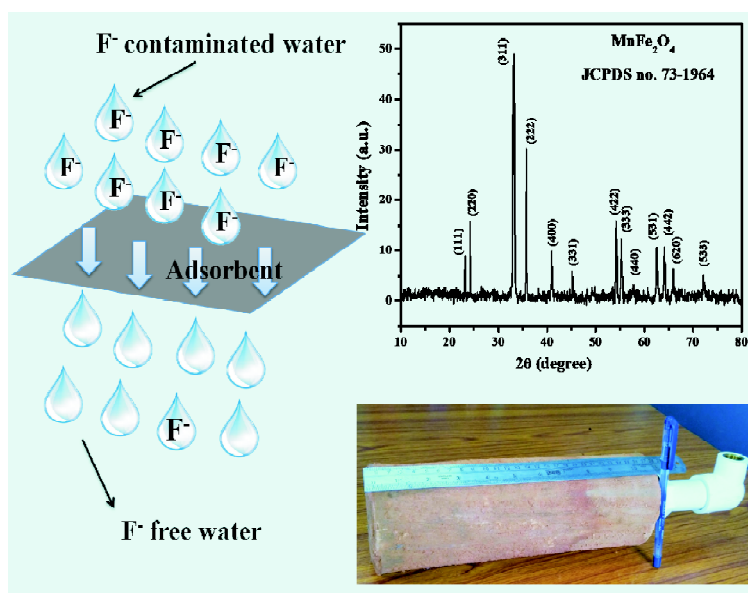 F⁻ contaminated water
F⁻
F⁻
F⁻
F⁻
F⁻
F⁻
F⁻
F⁻
Adsorbent
F⁻
F⁻ free water
MnFe₂O₄
JCPDS no. 73-1964
Intensity (a.u.)
50
40
30
20
10
0
(111]
(220)
(311)
(222)
(400)
(331)
(422)
(333)
(440)
(531)
(442)
(620)
(533)
10 20 30 40 50 60 70 80
2θ (degree)